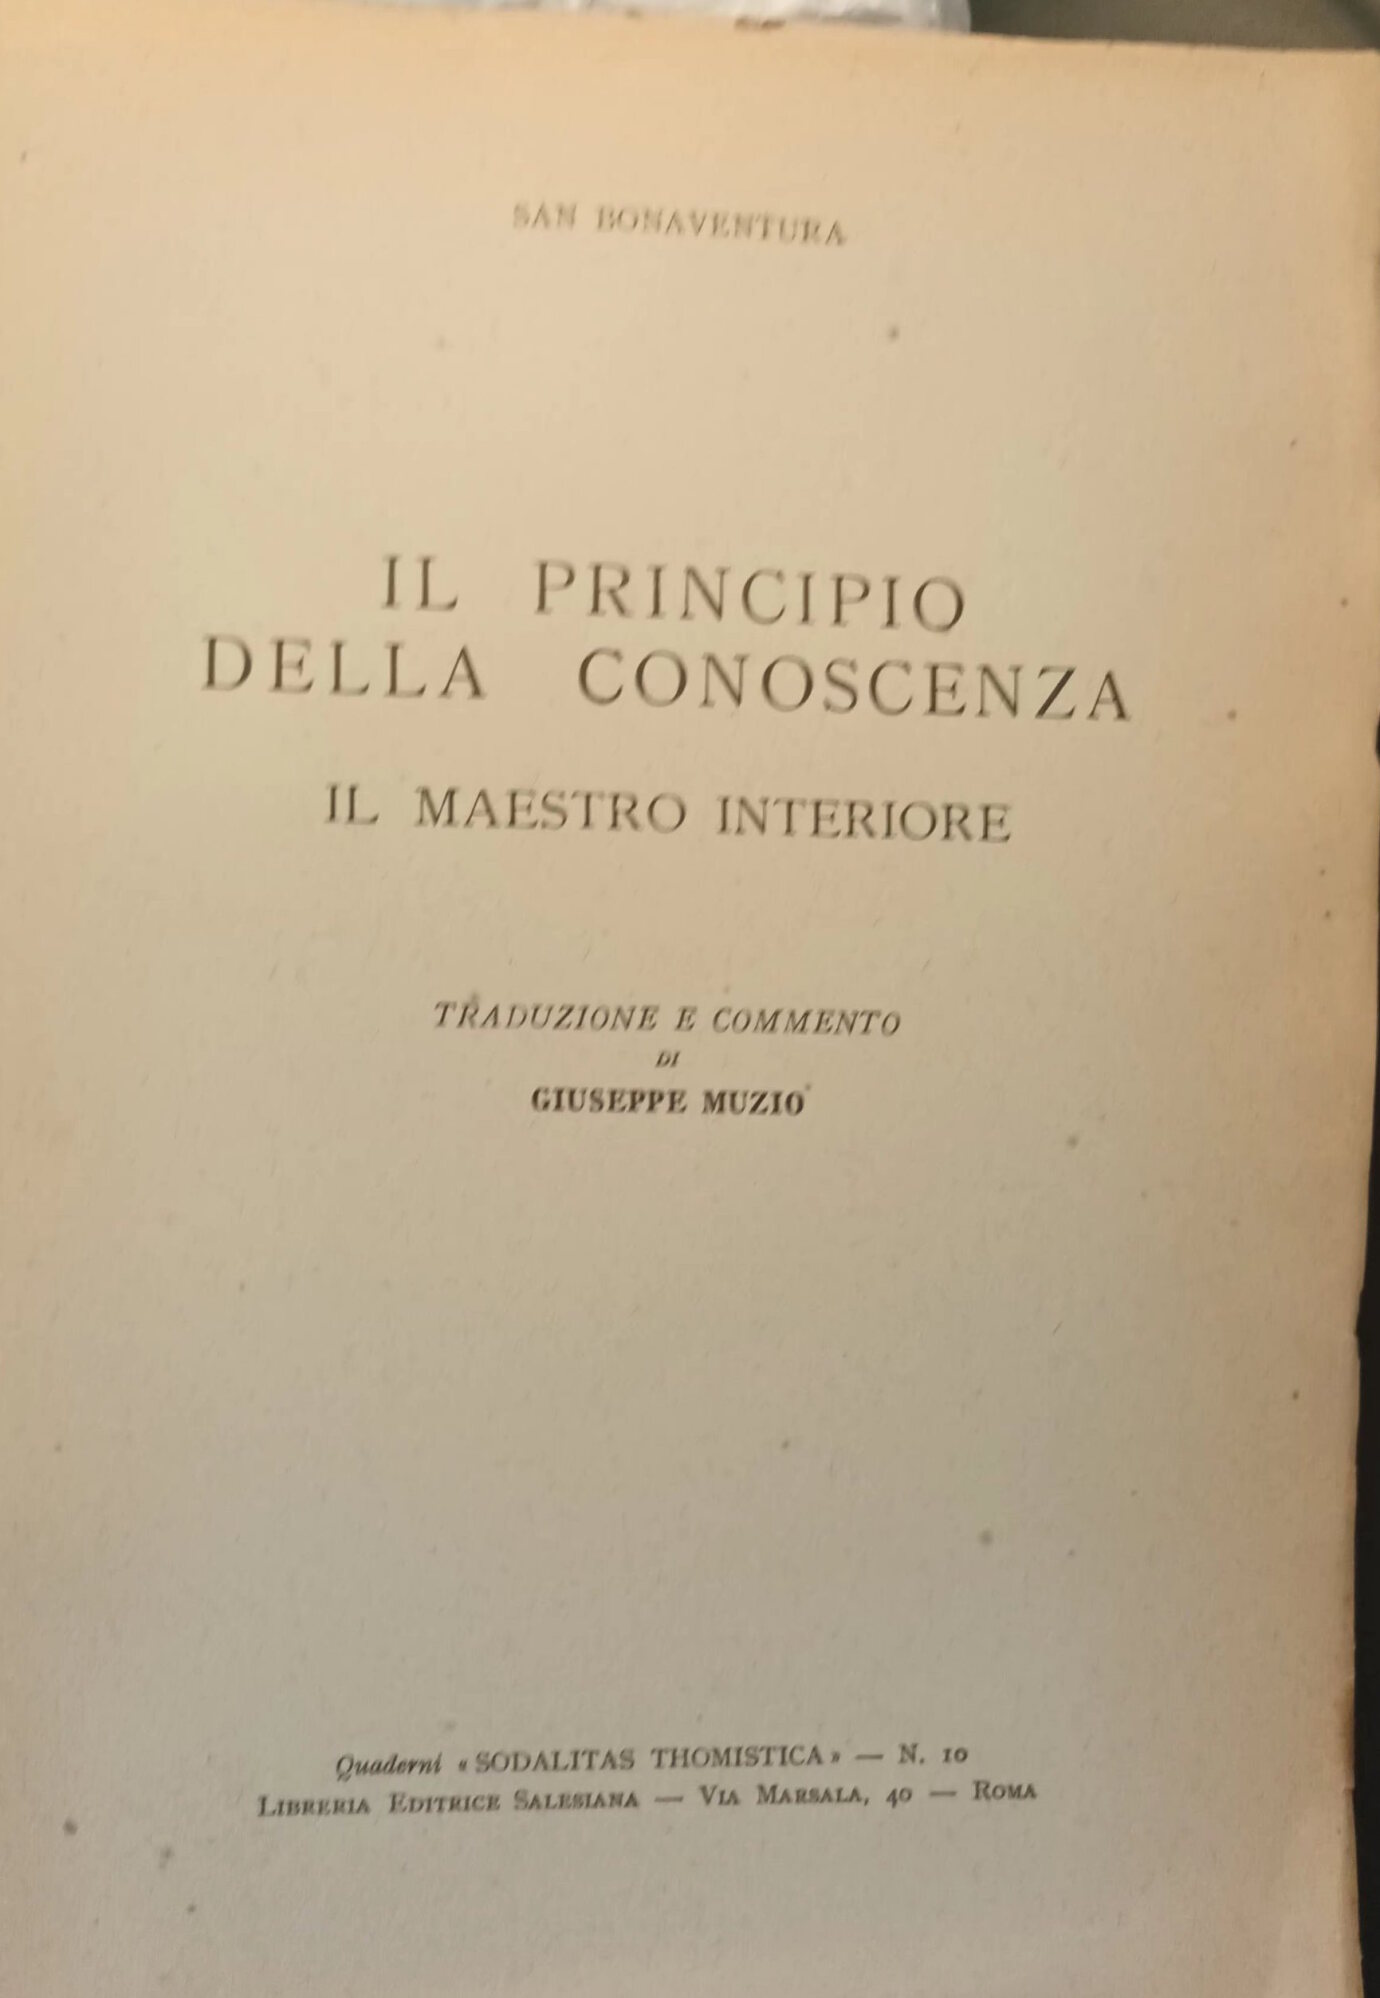 SAN BONAVENTURA
IL PRINCIPIO
DELLA CONOSCENZA
IL MAESTRO INTERIORE
TRADUZIONE E COMMENTO
DI
GIUSEPPE MUZIO
Quaderni « SODALITAS THOMISTICA » — N. 10
LIBRERIA EDITRICE SALESIANA — VIA MARSALA, 40 — ROMA